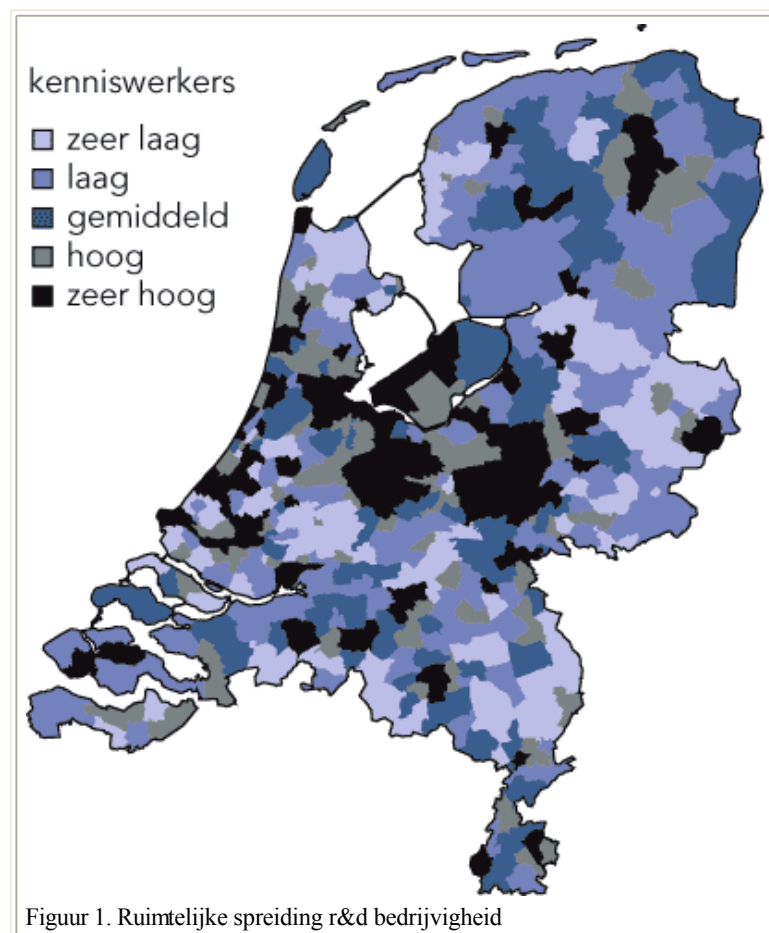 kenniswerkers
zeer laag
laag
gemiddeld
hoog
zeer hoog
Figuur 1. Ruimtelijke spreiding r&d bedrijvigheid